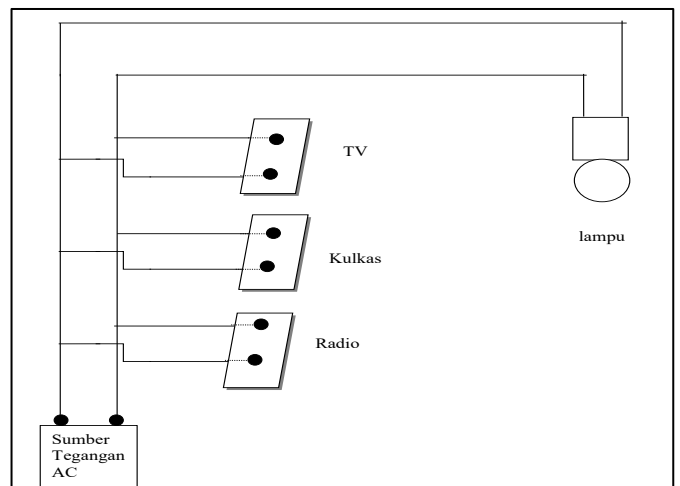 TV
lampu
Kulkas
Radio
Sumber
Tegangan
AC